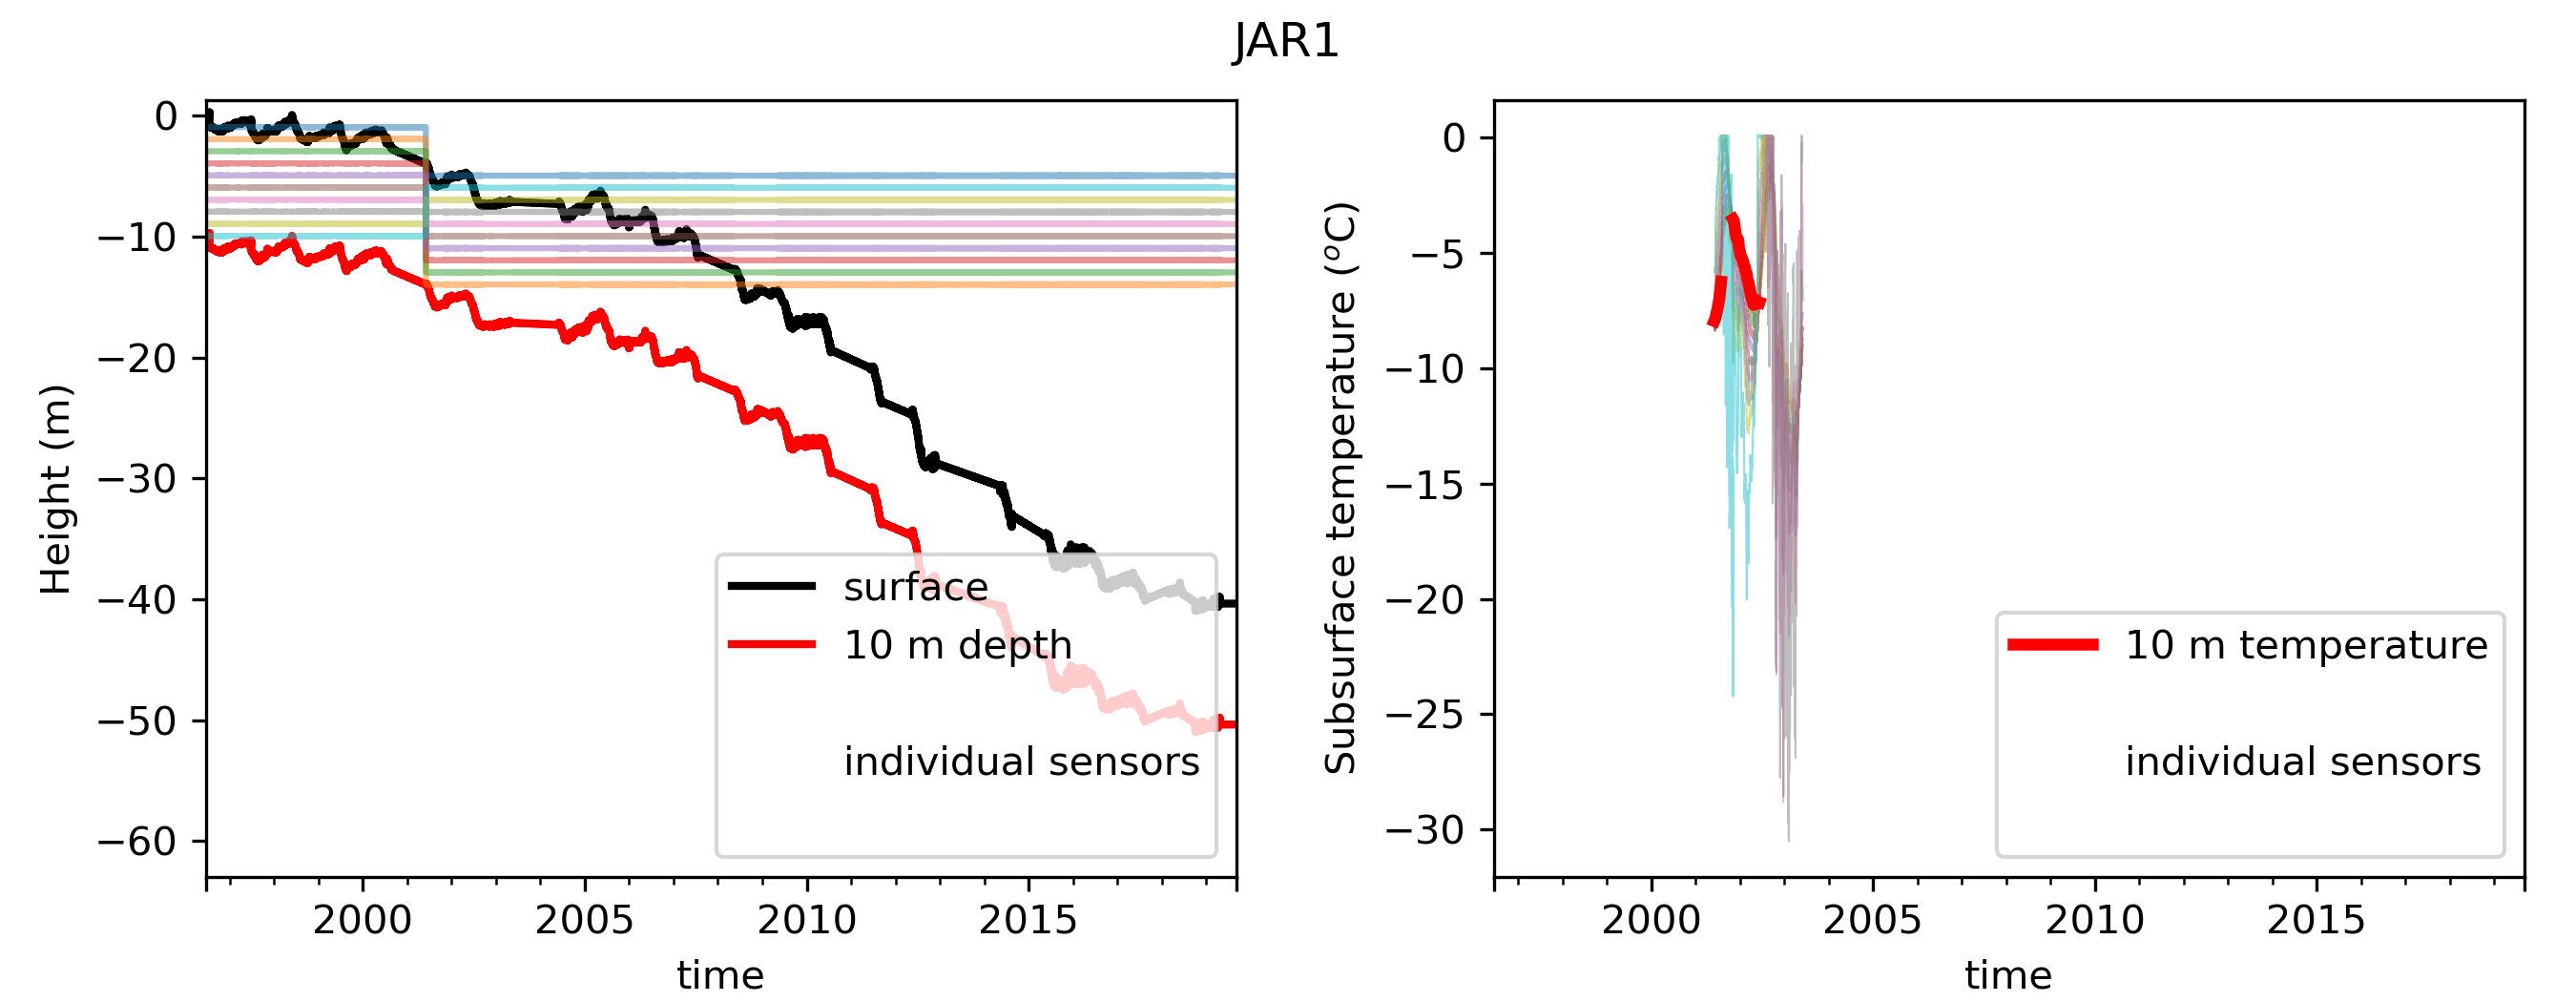 JAR1
Height (m)
0
−10
−20
−30
−40
−50
−60
2000 2005 2010 2015
time
surface
10 m depth
individual sensors
Subsurface temperature (°C)
0
−5
−10
−15
−20
−25
−30
2000 2005 2010 2015
time
10 m temperature
individual sensors